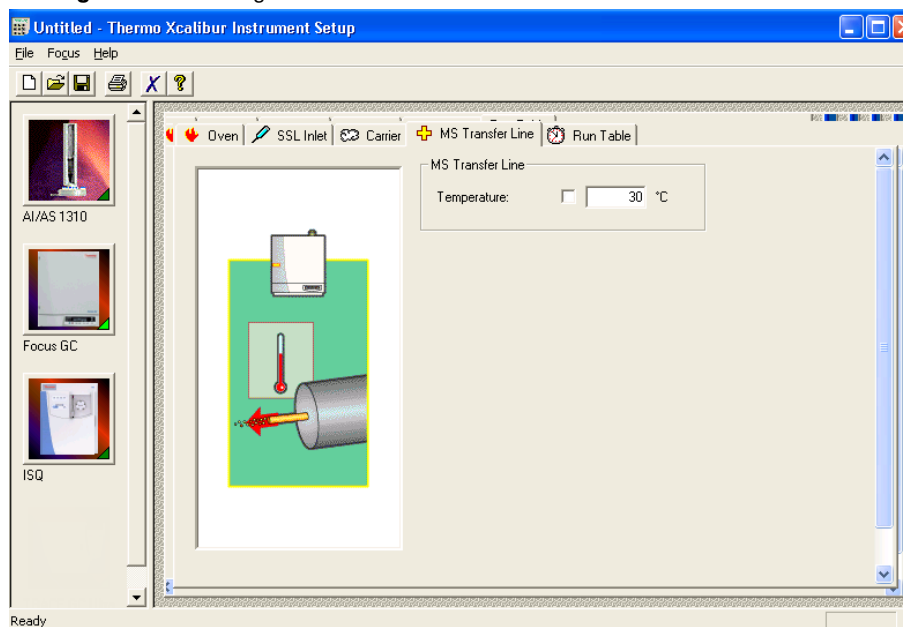 Untitled - Thermo Xcalibur Instrument Setup
File Focus Help
Oven
SSL Inlet
Carrier
MS Transfer Line
Run Table
MS Transfer Line
Temperature: 30 °C
AI/AS 1310
Focus GC
ISQ
Ready